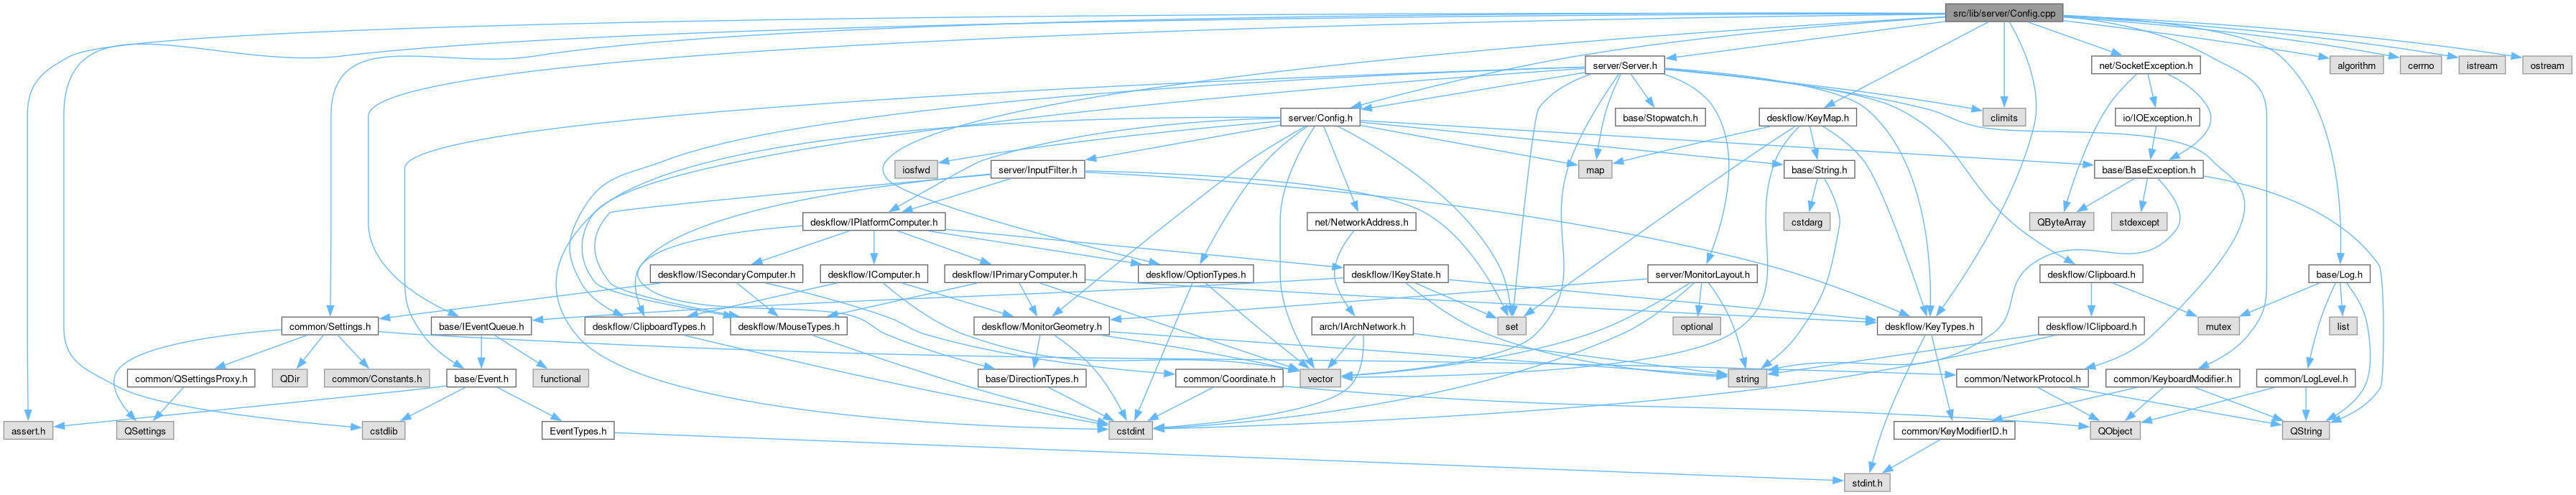 src/lib/server/Config.cpp
server/Server.h
net/SocketException.h
algorithm
cerrno
istream
ostream
server/Config.h
base/Stopwatch.h
deskflow/KeyMap.h
climits
io/IOException.h
iosfwd
server/InputFilter.h
map
base/String.h
base/BaseException.h
deskflow/IPlatformComputer.h
net/NetworkAddress.h
cstdarg
QByteArray
stdexcept
deskflow/ISecondaryComputer.h
deskflow/IComputer.h
deskflow/IPrimaryComputer.h
deskflow/OptionTypes.h
deskflow/IKeyState.h
server/MonitorLayout.h
deskflow/Clipboard.h
base/Log.h
common/Settings.h
base/IEventQueue.h
deskflow/ClipboardTypes.h
deskflow/MouseTypes.h
deskflow/MonitorGeometry.h
arch/IArchNetwork.h
set
optional
deskflow/KeyTypes.h
deskflow/IClipboard.h
mutex
list
common/QSettingsProxy.h
QDir
common/Constants.h
base/Event.h
functional
base/DirectionTypes.h
common/Coordinate.h
vector
string
common/NetworkProtocol.h
common/KeyboardModifier.h
common/LogLevel.h
assert.h
QSettings
cstdlib
EventTypes.h
cstdint
common/KeyModifierID.h
QObject
QString
stdint.h